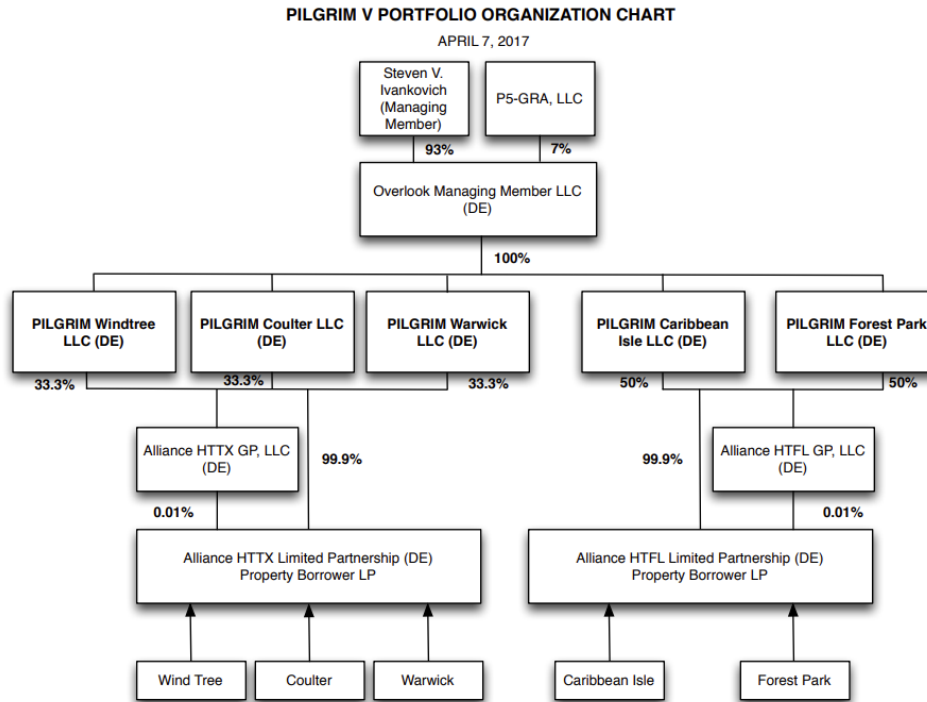 PILGRIM V PORTFOLIO ORGANIZATION CHART
APRIL 7, 2017
Steven V.
Ivankovich
(Managing
Member)
P5-GRA, LLC
93%
7%
Overlook Managing Member LLC
(DE)
100%
PILGRIM Windtree
LLC (DE)
PILGRIM Coulter LLC
(DE)
PILGRIM Warwick
LLC (DE)
PILGRIM Caribbean
Isle LLC (DE)
PILGRIM Forest Park
LLC (DE)
33.3%
33.3%
33.3%
50%
50%
Alliance HTTX GP, LLC
(DE)
99.9%
99.9%
Alliance HTFL GP, LLC
(DE)
0.01%
0.01%
Alliance HTTX Limited Partnership (DE)
Property Borrower LP
Alliance HTFL Limited Partnership (DE)
Property Borrower LP
Wind Tree
Coulter
Warwick
Caribbean Isle
Forest Park